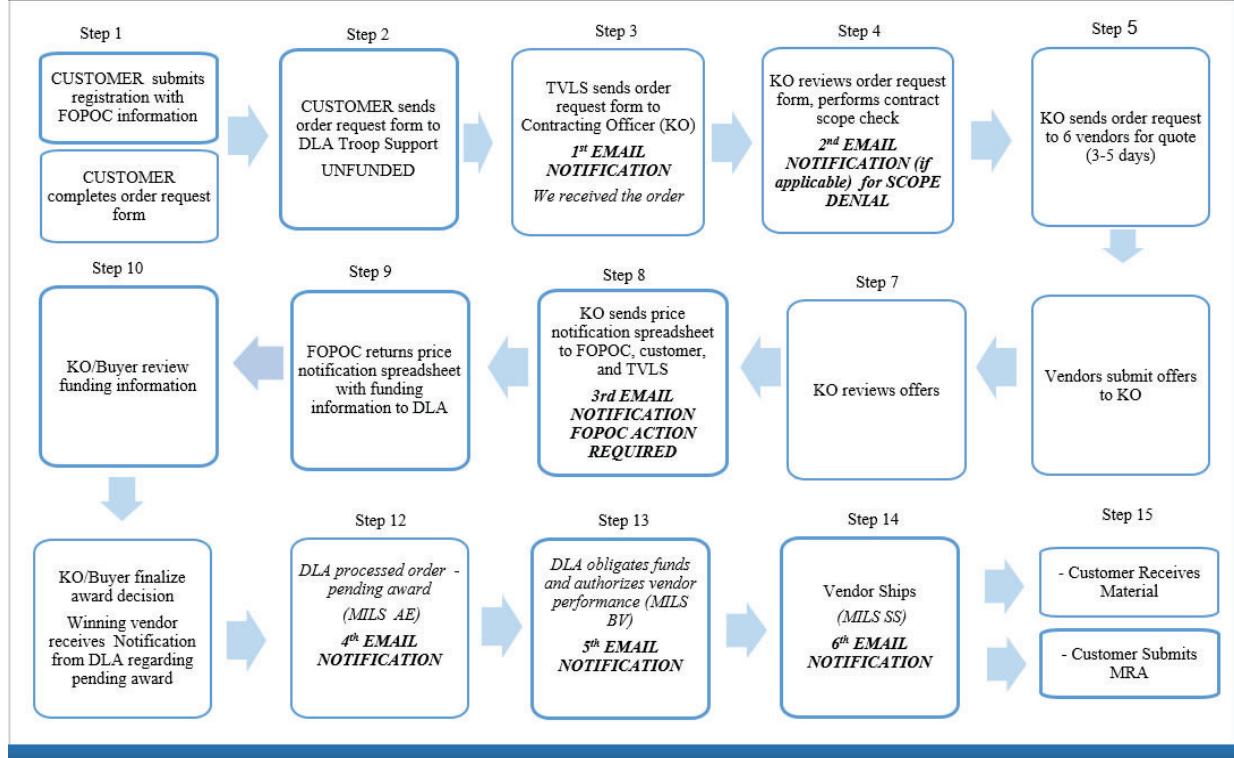 Step 1
CUSTOMER submits
registration with
FOPOC information
CUSTOMER
completes order request
form
Step 2
CUSTOMER sends
order request form to
DLA Troop Support
UNFUNDED
Step 3
TVLS sends order
request form to
Contracting Officer (KO)
1st EMAIL
NOTIFICATION
We received the order
Step 4
KO reviews order request
form, performs contract
scope check
2nd EMAIL
NOTIFICATION (if
applicable) for SCOPE
DENIAL
Step 5
KO sends order request
to 6 vendors for quote
(3-5 days)
Vendors submit offers
to KO
Step 7
KO reviews offers
Step 8
KO sends price
notification spreadsheet
to FOPOC, customer,
and TVLS
3rd EMAIL
NOTIFICATION
FOPOC ACTION
REQUIRED
Step 9
FOPOC returns price
notification spreadsheet
with funding
information to DLA
Step 10
KO/Buyer review
funding information
KO/Buyer finalize
award decision
Winning vendor
receives Notification
from DLA regarding
pending award
Step 12
DLA processed order -
pending award
(MILS AE)
4th EMAIL
NOTIFICATION
Step 13
DLA obligates funds
and authorizes vendor
performance (MILS
BV)
5th EMAIL
NOTIFICATION
Step 14
Vendor Ships
(MILS SS)
6th EMAIL
NOTIFICATION
Step 15
- Customer Receives
Material
- Customer Submits
MRA